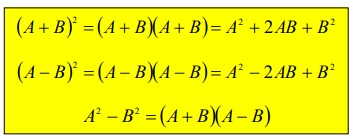 (A + B)² = (A + B)(A + B) = A² + 2AB + B²
(A − B)² = (A − B)(A − B) = A² − 2AB + B²
A² − B² = (A + B)(A − B)